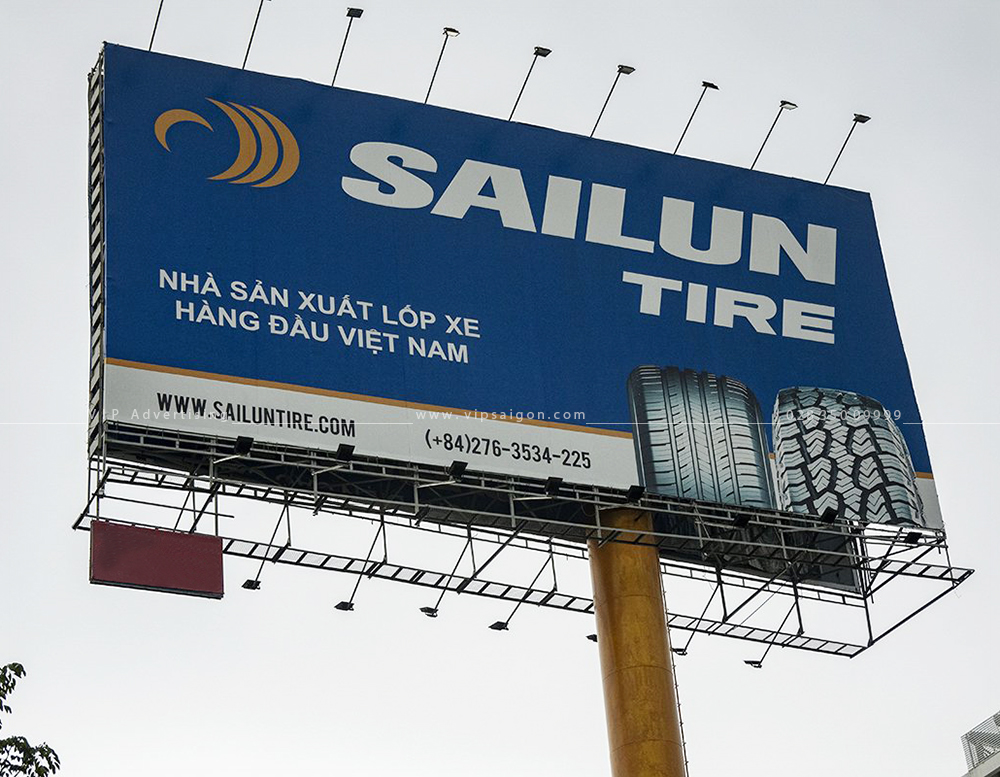 SAILUN
TIRE
NHÀ SẢN XUẤT LỐP XE
HÀNG ĐẦU VIỆT NAM
WWW.SAILUNTIRE.COM
(+84)276-3534-225
P Advertising
www.vipsaigon.com